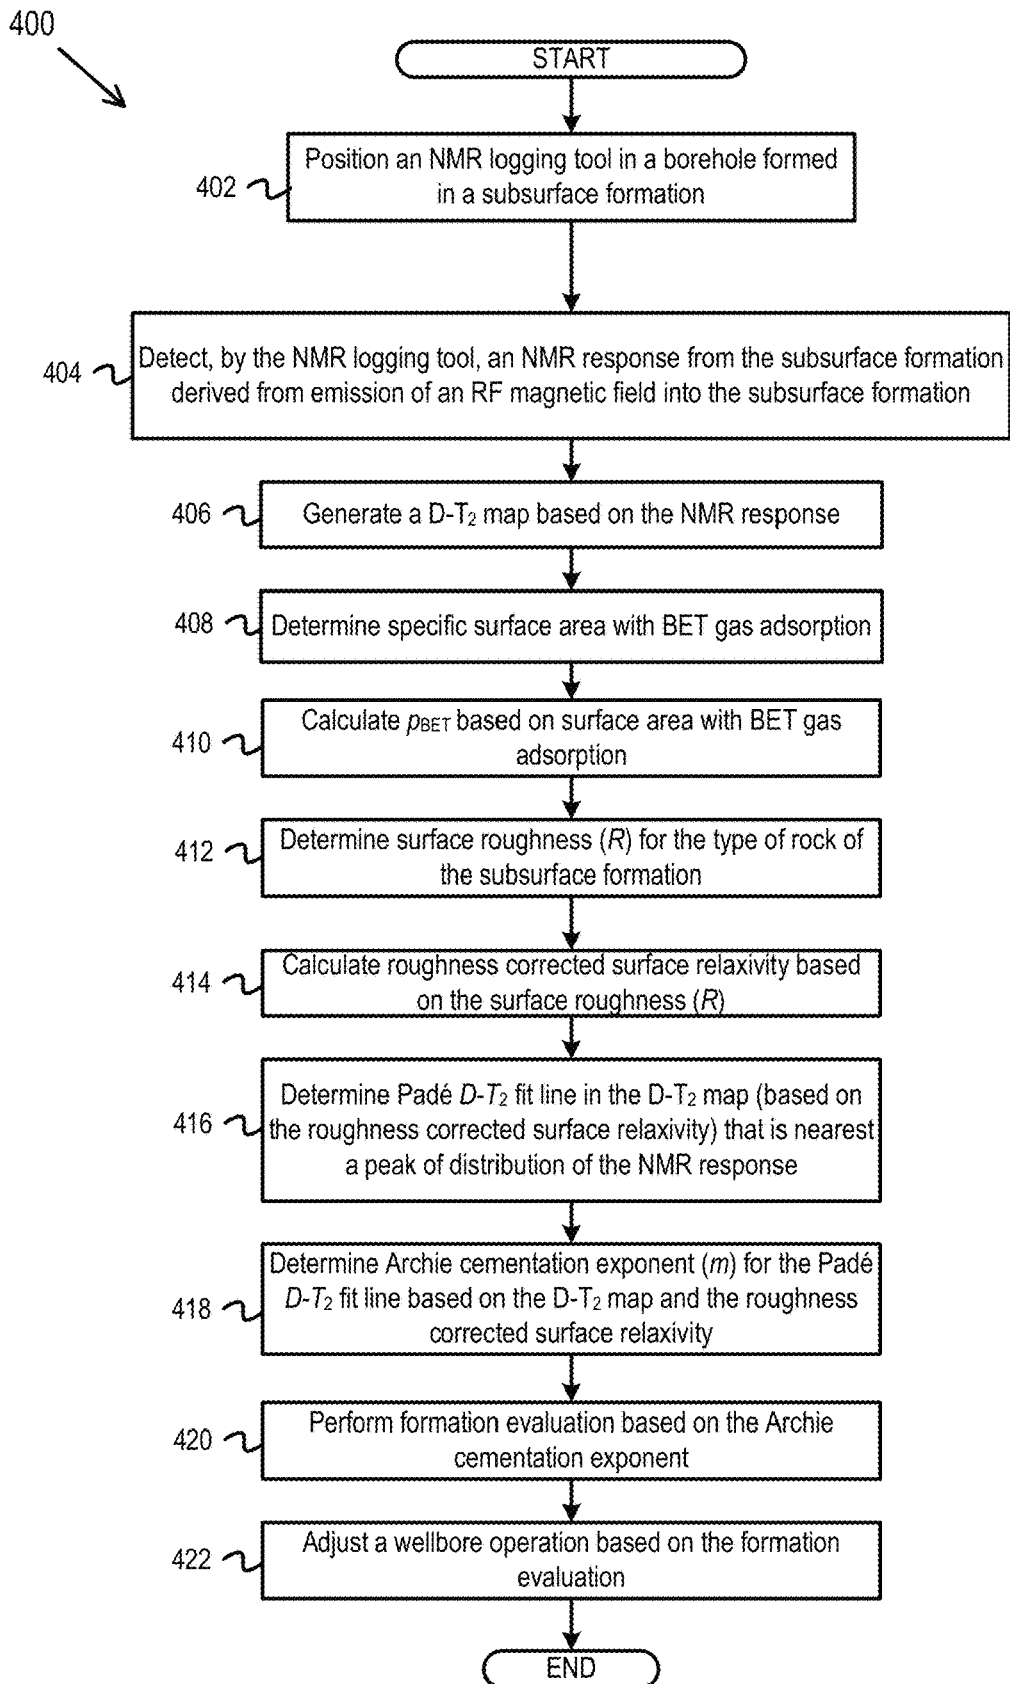 400
START
402
Position an NMR logging tool in a borehole formed
in a subsurface formation
404
Detect, by the NMR logging tool, an NMR response from the subsurface formation
derived from emission of an RF magnetic field into the subsurface formation
406
Generate a D-T₂ map based on the NMR response
408
Determine specific surface area with BET gas adsorption
410
Calculate pBET based on surface area with BET gas
adsorption
412
Determine surface roughness (R) for the type of rock of
the subsurface formation
414
Calculate roughness corrected surface relaxivity based
on the surface roughness (R)
416
Determine Padé D-T₂ fit line in the D-T₂ map (based on
the roughness corrected surface relaxivity) that is nearest
a peak of distribution of the NMR response
418
Determine Archie cementation exponent (m) for the Padé
D-T₂ fit line based on the D-T₂ map and the roughness
corrected surface relaxivity
420
Perform formation evaluation based on the Archie
cementation exponent
422
Adjust a wellbore operation based on the formation
evaluation
END